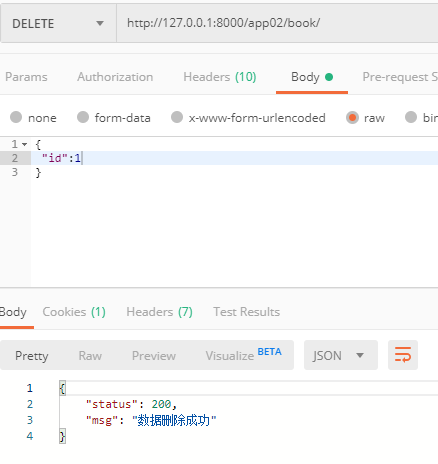 DELETE http://127.0.0.1:8000/app02/book/
Params Authorization Headers (10) Body Pre-request S
none form-data x-www-form-urlencoded raw bin
1 {
2 "id":1
3 }
Body Cookies (1) Headers (7) Test Results
Pretty Raw Preview Visualize BETA JSON
1 {
2 "status": 200,
3 "msg": "数据删除成功"
4 }